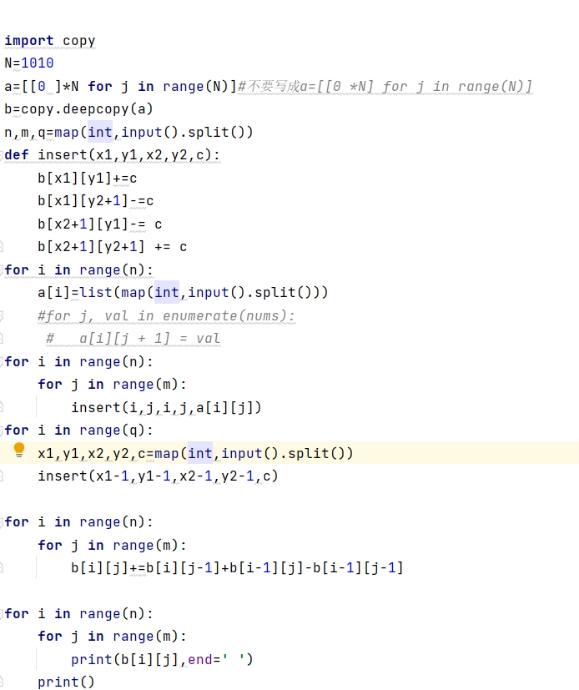 import copy
N=1010
a=[[0 ]*N for j in range(N)]#不要写成a=[[0 *N] for j in range(N)]
b=copy.deepcopy(a)
n,m,q=map(int,input().split())
def insert(x1,y1,x2,y2,c):
    b[x1][y1]+=c
    b[x1][y2+1]-=c
    b[x2+1][y1]-= c
    b[x2+1][y2+1] += c
for i in range(n):
    a[i]=list(map(int,input().split()))
    #for j, val in enumerate(nums):
     #   a[i][j + 1] = val
for i in range(n):
    for j in range(m):
        insert(i,j,i,j,a[i][j])
for i in range(q):
    x1,y1,x2,y2,c=map(int,input().split())
    insert(x1-1,y1-1,x2-1,y2-1,c)
for i in range(n):
    for j in range(m):
        b[i][j]+=b[i][j-1]+b[i-1][j]-b[i-1][j-1]
for i in range(n):
    for j in range(m):
        print(b[i][j],end=' ')
    print()